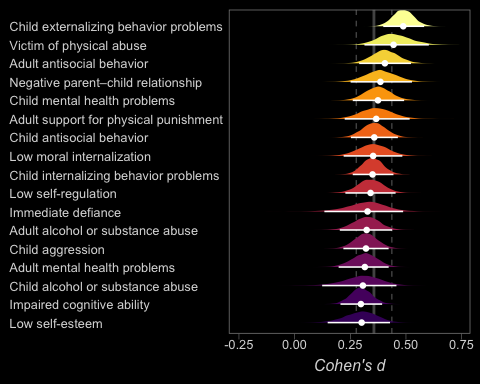 Child externalizing behavior problems
Victim of physical abuse
Adult antisocial behavior
Negative parent–child relationship
Child mental health problems
Adult support for physical punishment
Child antisocial behavior
Low moral internalization
Child internalizing behavior problems
Low self-regulation
Immediate defiance
Adult alcohol or substance abuse
Child aggression
Adult mental health problems
Child alcohol or substance abuse
Impaired cognitive ability
Low self-esteem
-0.25 0.00 0.25 0.50 0.75
Cohen's d